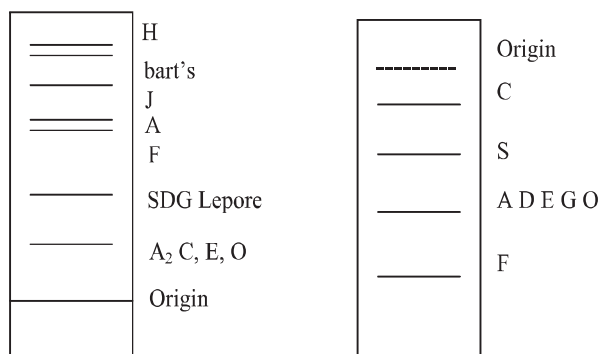 H
bart's
J
A
F
SDG Lepore
A₂ C, E, O
Origin
Origin
C
S
A D E G O
F